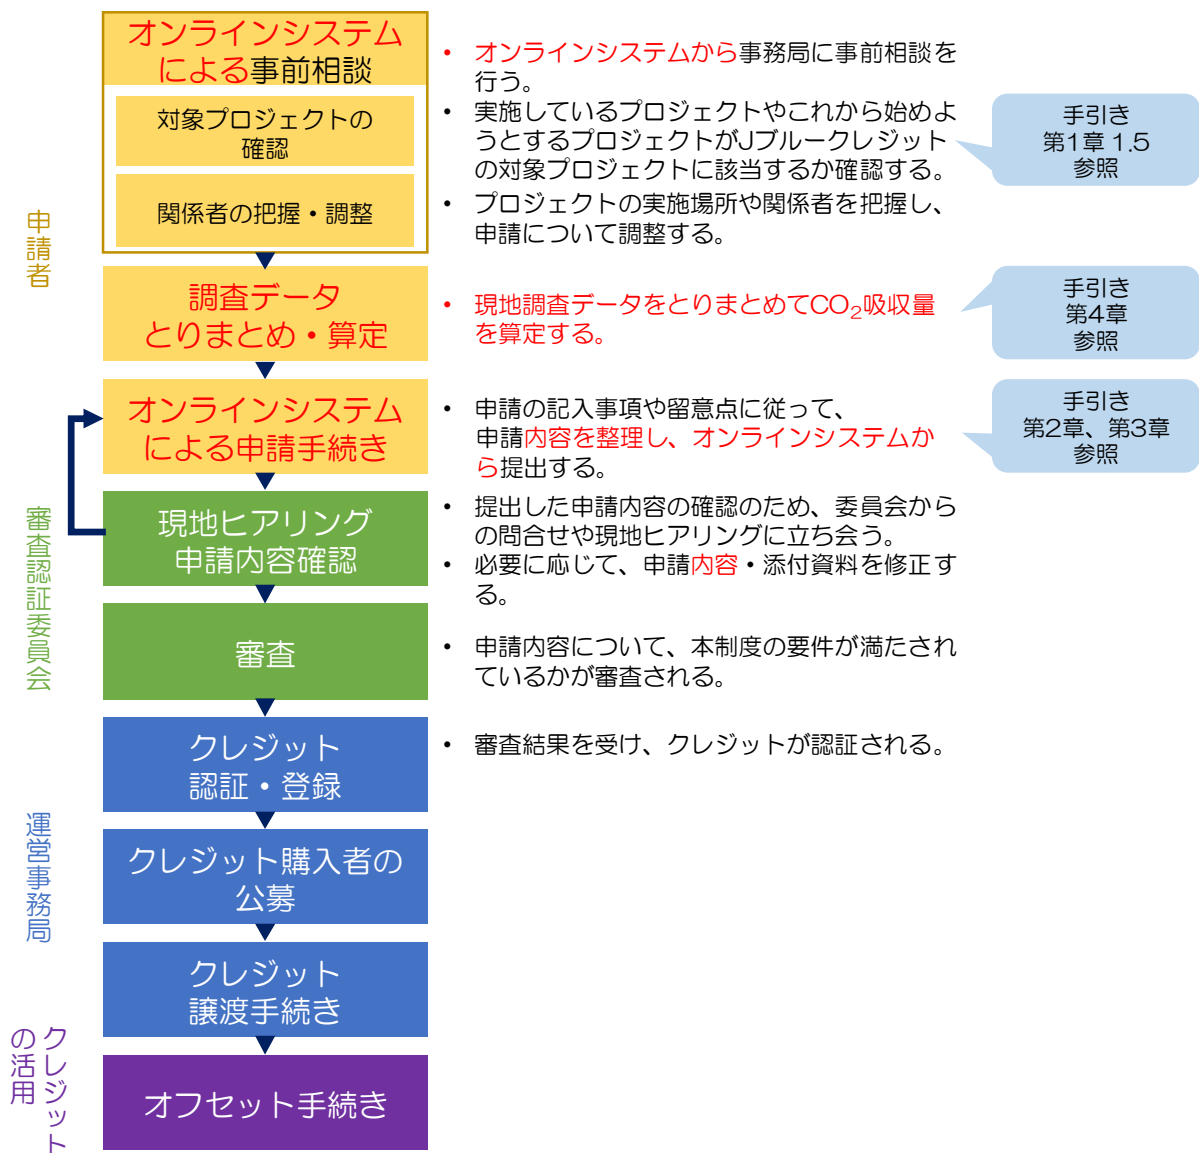 オンラインシステム
による事前相談
対象プロジェクトの
確認
関係者の把握・調整
• オンラインシステムから事務局に事前相談を
行う。
• 実施しているプロジェクトやこれから始めよ
うとするプロジェクトがJブルークレジット
の対象プロジェクトに該当するか確認する。
• プロジェクトの実施場所や関係者を把握し、
申請について調整する。
手引き
第1章 1.5
参照
申請者
調査データ
とりまとめ・算定
• 現地調査データをとりまとめてCO₂吸収量
を算定する。
手引き
第4章
参照
オンラインシステム
による申請手続き
• 申請の記入事項や留意点に従って、
申請内容を整理し、オンラインシステムか
ら提出する。
手引き
第2章、第3章
参照
審査認証委員会
現地ヒアリング
申請内容確認
• 提出した申請内容の確認のため、委員会から
の問合せや現地ヒアリングに立ち会う。
• 必要に応じて、申請内容・添付資料を修正す
る。
審査
• 申請内容について、本制度の要件が満たされ
ているかが審査される。
運営事務局
クレジット
認証・登録
• 審査結果を受け、クレジットが認証される。
クレジット購入者の
公募
クレジット
譲渡手続き
クレジット
の活用
オフセット手続き